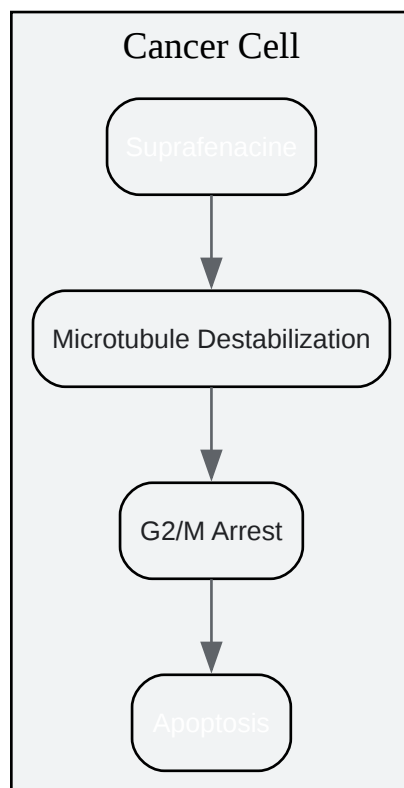 Cancer Cell
Suprafenacine
Microtubule Destabilization
G2/M Arrest
Apoptosis